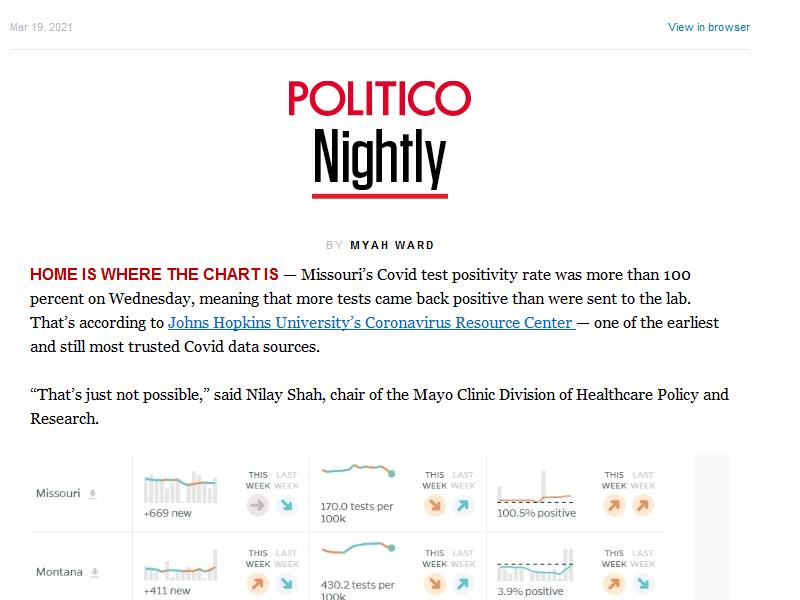 Mar 19, 2021
View in browser
POLITICO
Nightly
BY MYAH WARD
HOME IS WHERE THE CHART IS — Missouri’s Covid test positivity rate was more than 100
percent on Wednesday, meaning that more tests came back positive than were sent to the lab.
That’s according to Johns Hopkins University’s Coronavirus Resource Center — one of the earliest
and still most trusted Covid data sources.
“That’s just not possible,” said Nilay Shah, chair of the Mayo Clinic Division of Healthcare Policy and
Research.
THIS LAST THIS LAST THIS LAST
WEEK WEEK WEEK WEEK WEEK WEEK
Missouri
+669 new 170.0 tests per 100.5% positive
100k
THIS LAST THIS LAST THIS LAST
WEEK WEEK WEEK WEEK WEEK WEEK
Montana
+411 new 430.2 tests per 3.9% positive
100k